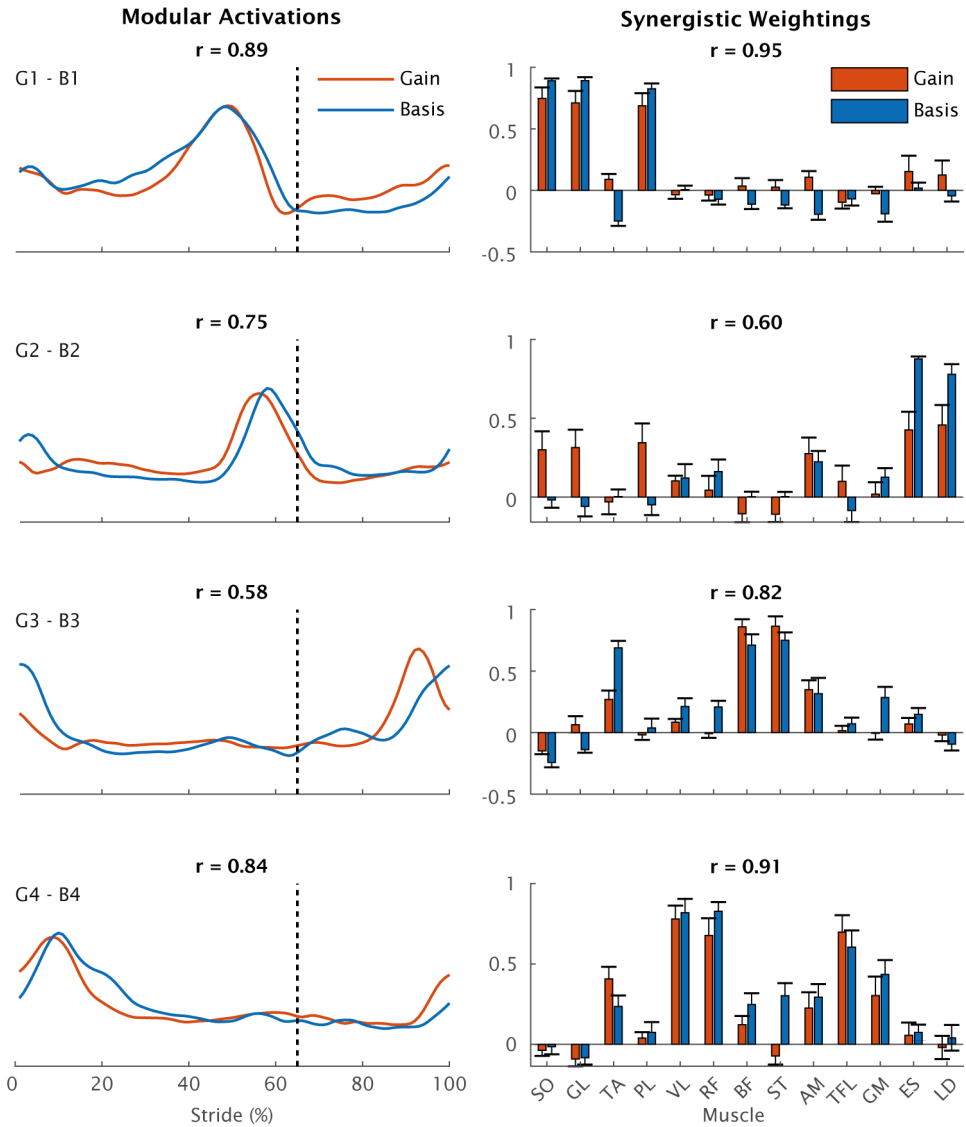 Modular Activations
Synergistic Weightings
r = 0.89
r = 0.95
G1 - B1
Gain
Basis
1
0.5
0
-0.5
Gain
Basis
r = 0.75
r = 0.60
G2 - B2
1
0.5
0
r = 0.58
r = 0.82
G3 - B3
1
0.5
0
-0.5
r = 0.84
r = 0.91
G4 - B4
1
0.5
0
0 20 40 60 80 100
Stride (%)
SO GL TA PL VL RF BF ST AM TFL GM ES LD
Muscle